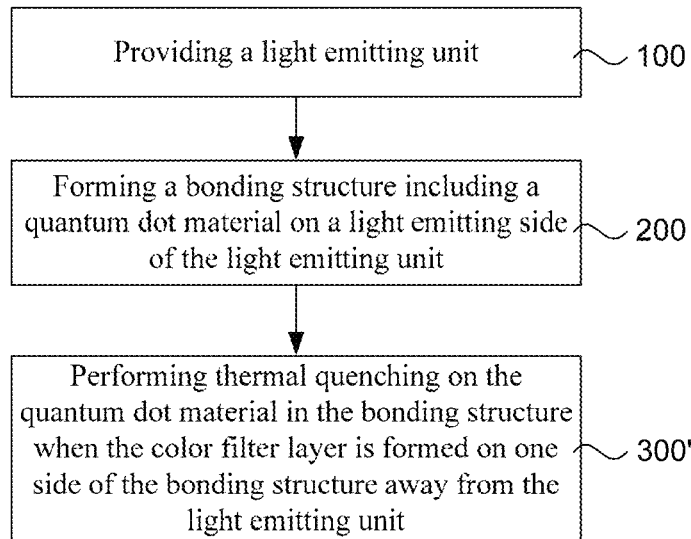 Providing a light emitting unit
100
Forming a bonding structure including a
quantum dot material on a light emitting side
of the light emitting unit
200
Performing thermal quenching on the
quantum dot material in the bonding structure
when the color filter layer is formed on one
side of the bonding structure away from the
light emitting unit
300'